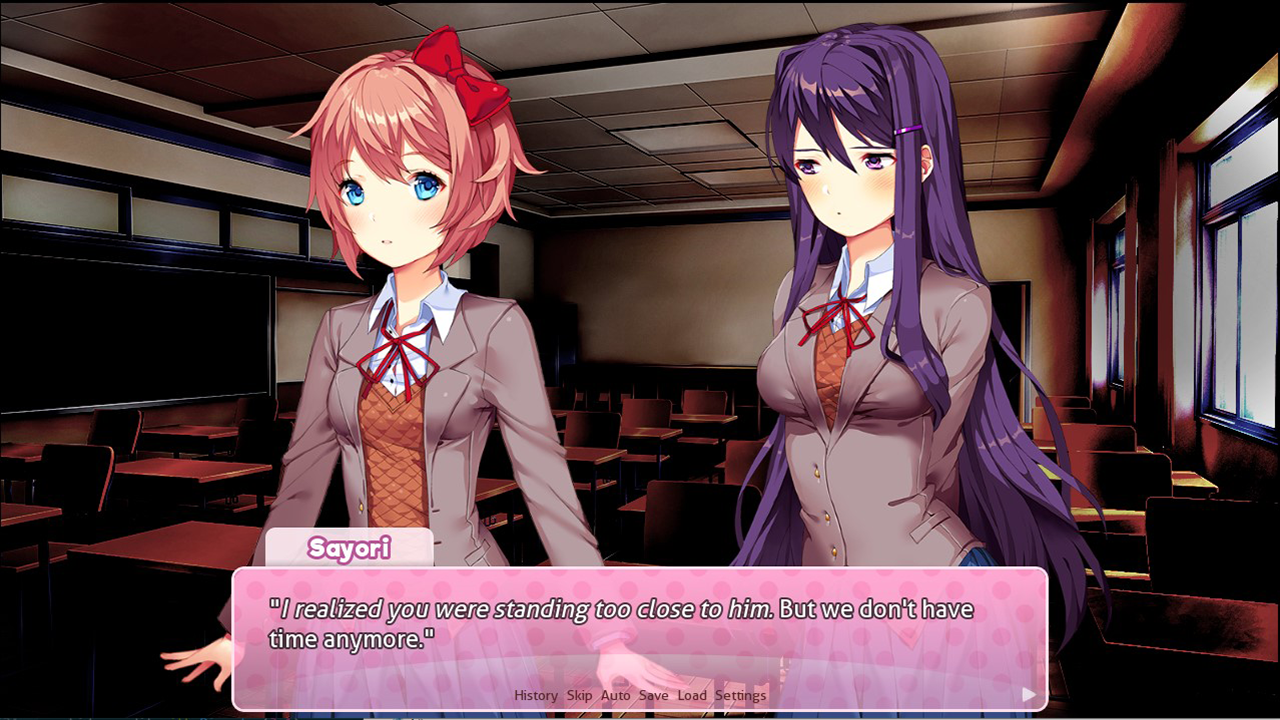 Sayori
"I realized you were standing too close to him. But we don't have
time anymore."
History Skip Auto Save Load Settings